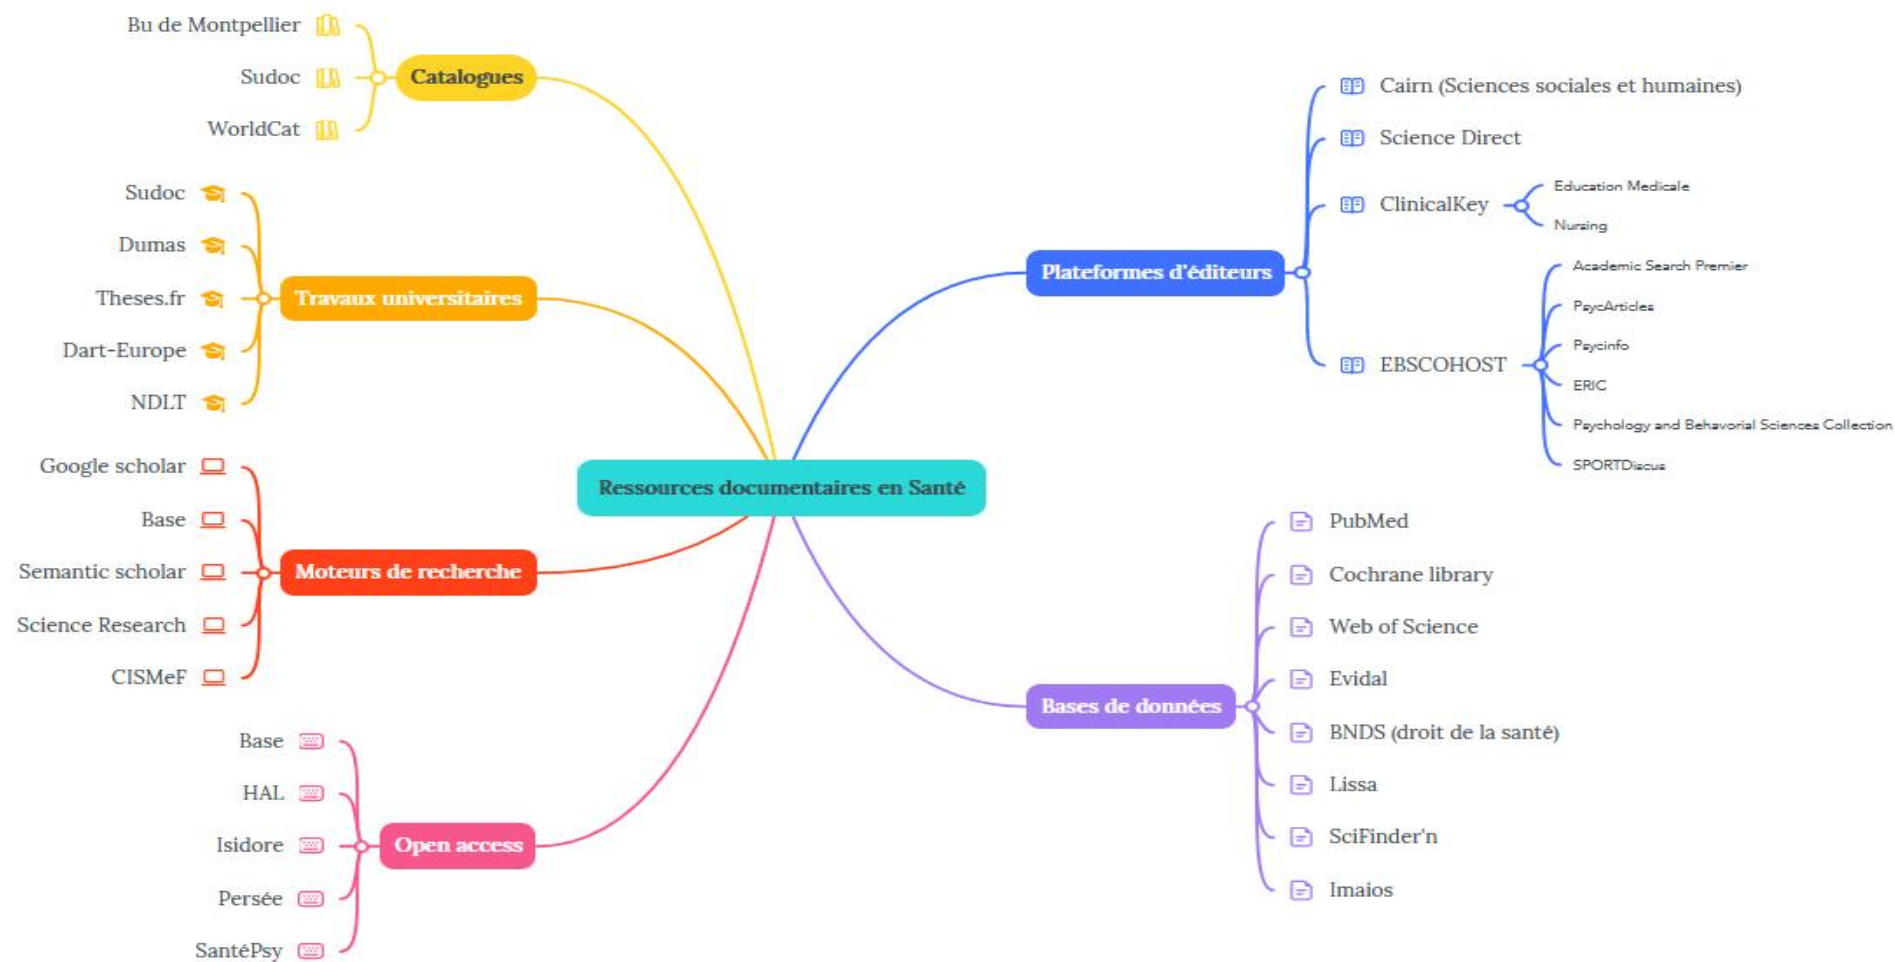 Ressources documentaires en Santé
Catalogues
Bu de Montpellier
Sudoc
WorldCat
Travaux universitaires
Sudoc
Dumas
Theses.fr
Dart-Europe
NDLT
Moteurs de recherche
Google scholar
Base
Semantic scholar
Science Research
CISMeF
Open access
Base
HAL
Isidore
Persée
SantéPsy
Plateformes d'éditeurs
Cairn (Sciences sociales et humaines)
Science Direct
ClinicalKey
Education Medicale
Nursing
EBSCOHOST
Academic Search Premier
PsycArticles
Psycinfo
ERIC
Psychology and Behavorial Sciences Collection
SPORTDiscus
Bases de données
PubMed
Cochrane library
Web of Science
Evidal
BNDS (droit de la santé)
Lissa
SciFinder'n
Imaios